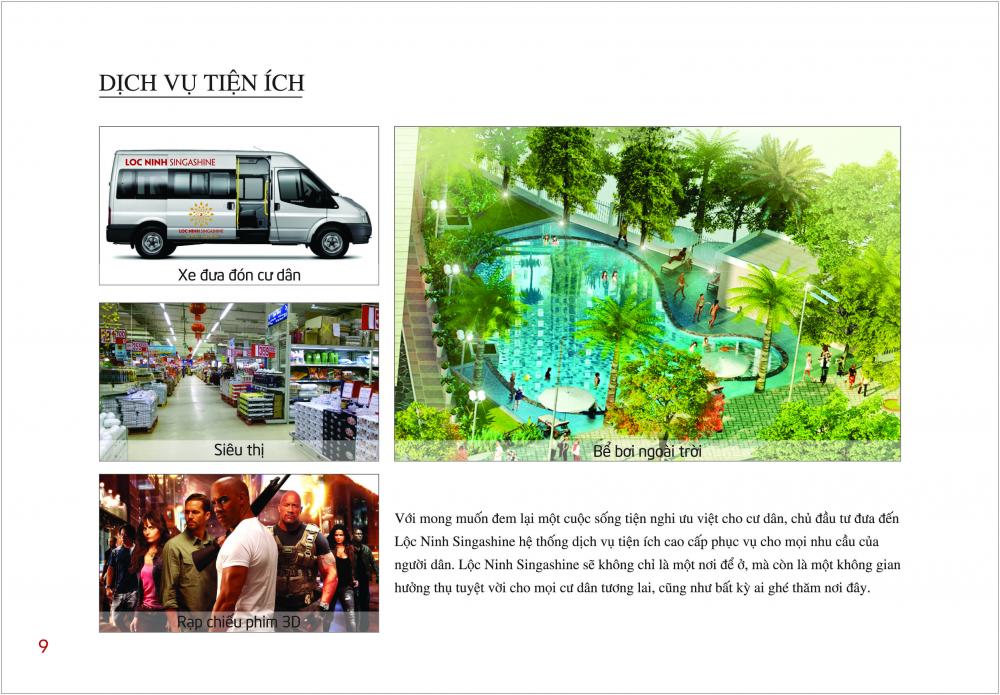 DỊCH VỤ TIỆN ÍCH
LOC NINH SINGASHINE
LOC NINH SINGASHINE
Xe đưa đón cư dân
Siêu thị
Bể bơi ngoài trời
Rạp chiếu phim 3D
Với mong muốn đem lại một cuộc sống tiện nghi ưu việt cho cư dân, chủ đầu tư đưa đến
Lộc Ninh Singashine hệ thống dịch vụ tiện ích cao cấp phục vụ cho mọi nhu cầu của
người dân. Lộc Ninh Singashine sẽ không chỉ là một nơi để ở, mà còn là một không gian
hưởng thụ tuyệt vời cho mọi cư dân tương lai, cũng như bất kỳ ai ghé thăm nơi đây.
9